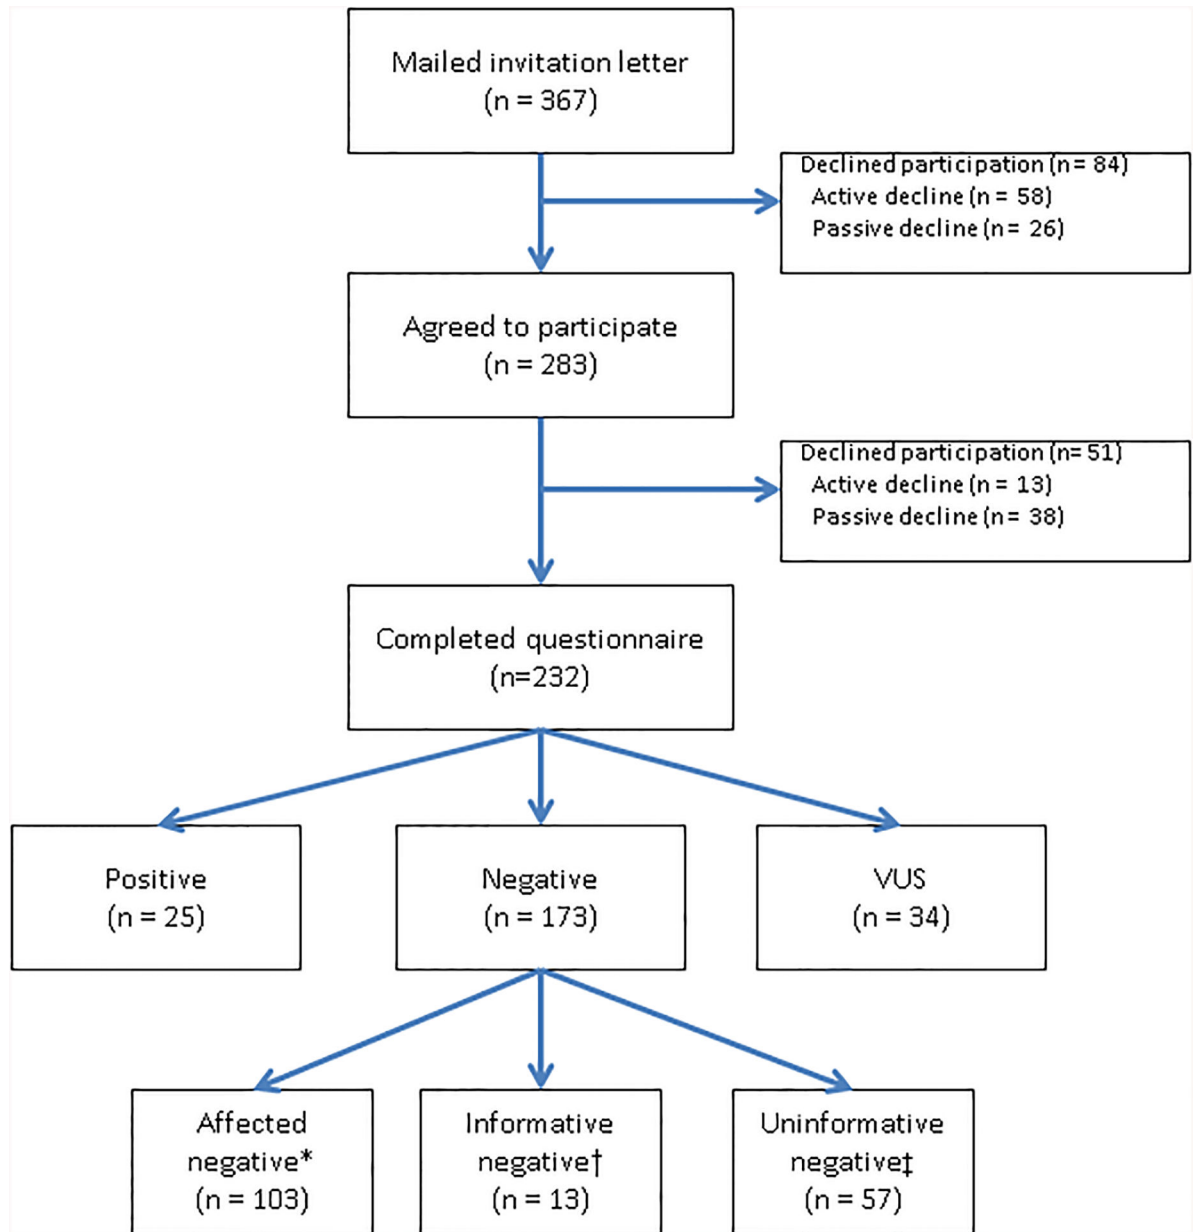 Mailed invitation letter
(n = 367)
Declined participation (n= 84)
Active decline (n = 58)
Passive decline (n= 26)
Agreed to participate
(n = 283)
Declined participation (n= 51)
Active decline (n = 13)
Passive decline (n= 38)
Completed questionnaire
(n=232)
Positive
(n = 25)
Negative
(n = 173)
VUS
(n = 34)
Affected
negative*
(n = 103)
Informative
negative†
(n = 13)
Uninformative
negative‡
(n = 57)